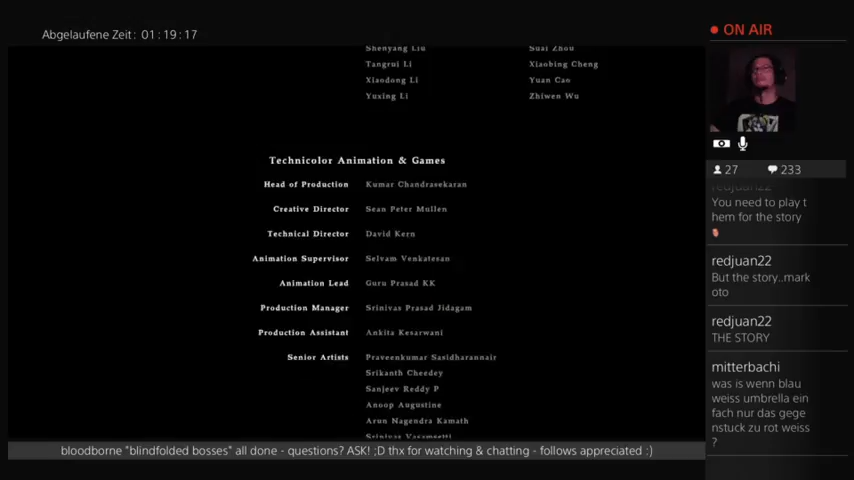 Abgelaufene Zeit: 01:19:17
Shenyang Liu Suai Zhou
Tangrui Li Xiaobing Cheng
Xiaodong Li Yuan Cao
Yuxing Li Zhiwen Wu
Technicolor Animation & Games
Head of Production Kumar Chandrasekaran
Creative Director Sean Peter Mullen
Technical Director David Kern
Animation Supervisor Selvam Venkatesan
Animation Lead Guru Prasad KK
Production Manager Srinivas Prasad Jidagam
Production Assistant Ankita Kesarwani
Senior Artists Praveenkumar Sasidharannair
Srikanth Cheedey
Sanjeev Reddy P
Anoop Augustine
Arun Nagendra Kamath
Srinivas Vasamsetti
bloodborne "blindfolded bosses" all done - questions? ASK! ;D thx for watching & chatting - follows appreciated :)
ON AIR
27 233
redjuan22
You need to play t
hem for the story
redjuan22
But the story..mark
oto
redjuan22
THE STORY
mitterbachi
was is wenn blau
weiss umbrella ein
fach nur das gege
nstuck zu rot weiss
?